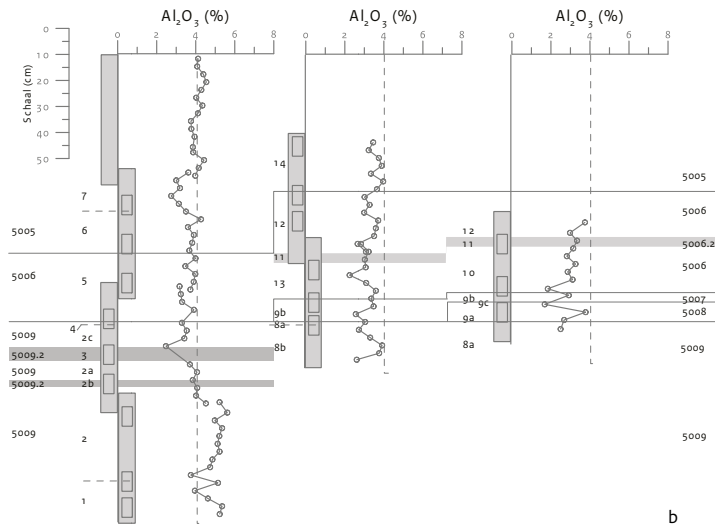 Al₂O₃ (%) Al₂O₃ (%) Al₂O₃ (%)
0 2 4 6 8 0 2 4 6 8 0 2 4 6 8
Schaal (cm)
0
10
20
30
40
50
14
7
5005
5006
12
6
12
5005
11
5006.2
11
11
5006
5006
5
13
10
9b
5007
9b
9c
5008
4
8a
9a
5009
2c
8b
8a
5009
5009.2
3
5009
2a
5009.2
2b
5009
2
5009
1
b